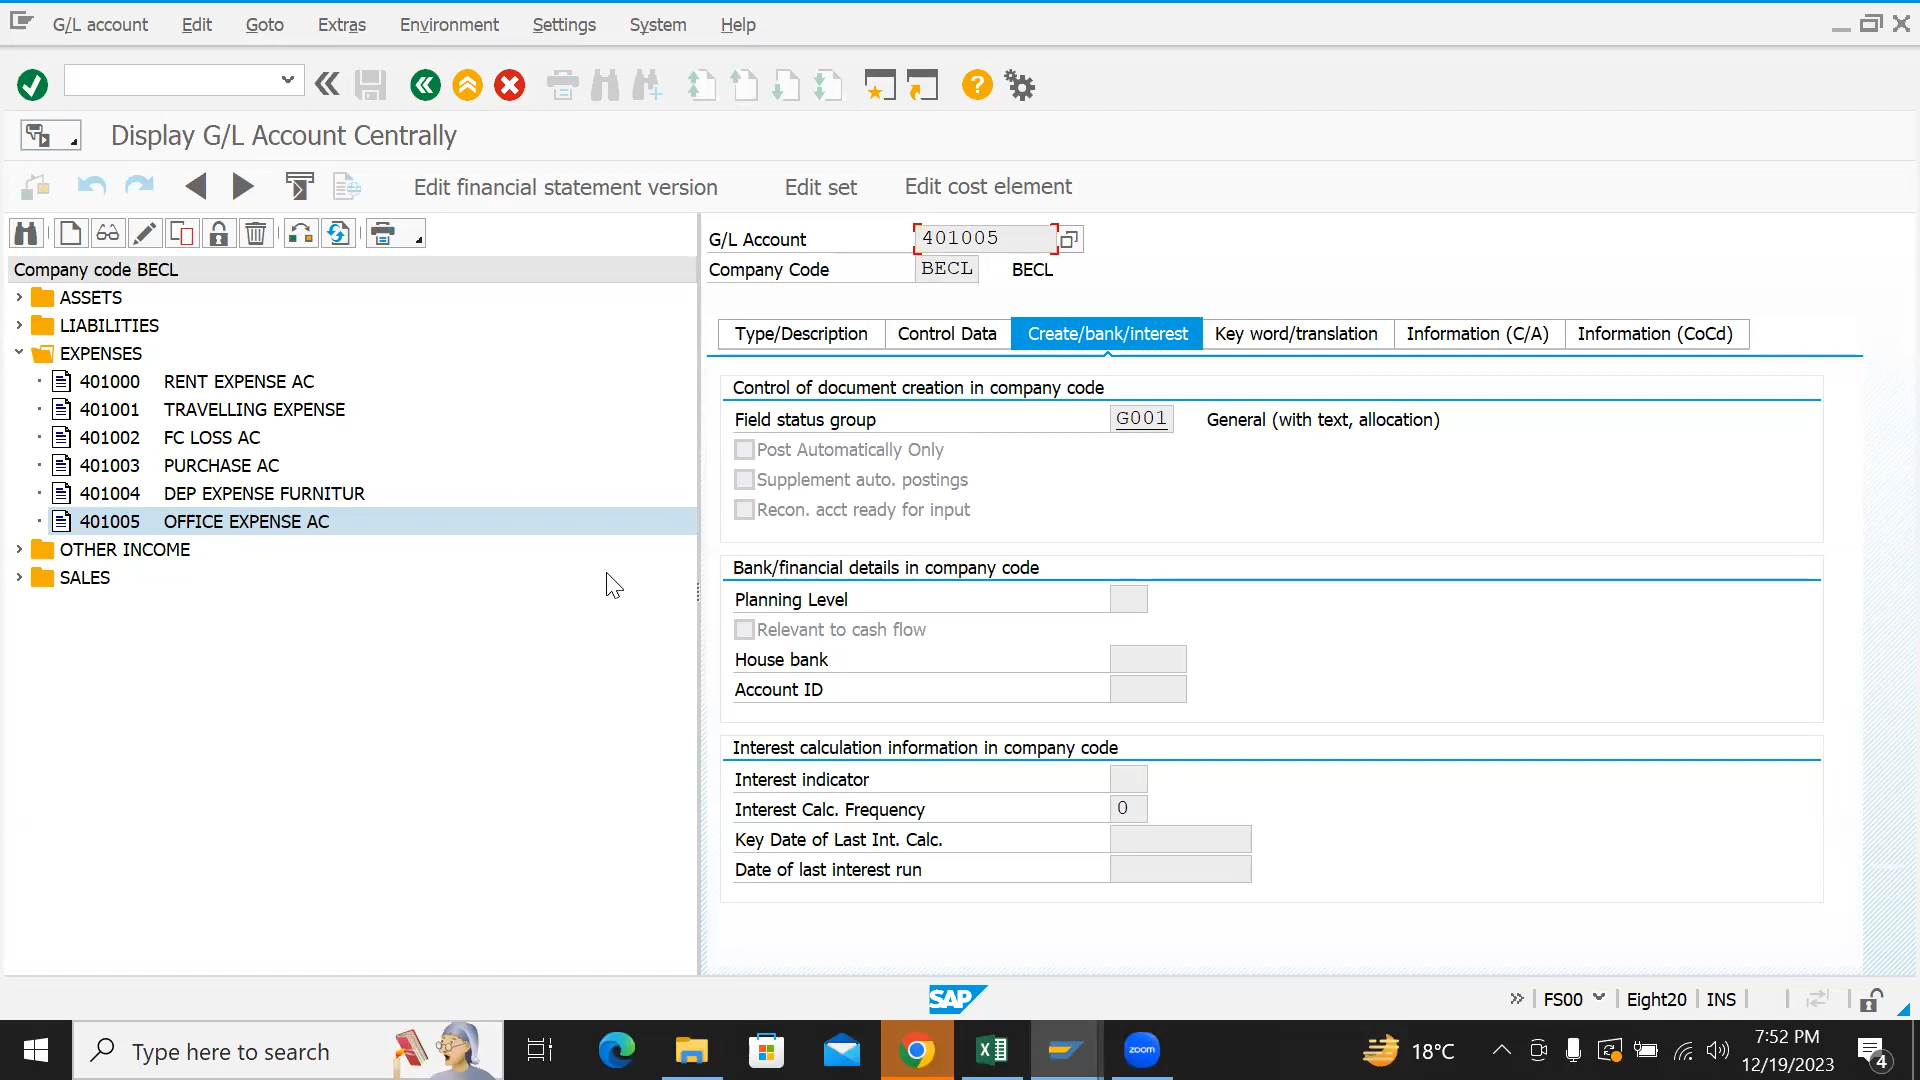 G/L account Edit Goto Extras Environment Settings System Help
Display G/L Account Centrally
Edit financial statement version Edit set Edit cost element
Company code BECL
ASSETS
LIABILITIES
EXPENSES
401000 RENT EXPENSE AC
401001 TRAVELLING EXPENSE
401002 FC LOSS AC
401003 PURCHASE AC
401004 DEP EXPENSE FURNITUR
401005 OFFICE EXPENSE AC
OTHER INCOME
SALES
G/L Account 401005
Company Code BECL BECL
Type/Description Control Data Create/bank/interest Key word/translation Information (C/A) Information (CoCd)
Control of document creation in company code
Field status group G001 General (with text, allocation)
Post Automatically Only
Supplement auto. postings
Recon. acct ready for input
Bank/financial details in company code
Planning Level
Relevant to cash flow
House bank
Account ID
Interest calculation information in company code
Interest indicator
Interest Calc. Frequency 0
Key Date of Last Int. Calc.
Date of last interest run
SAP
FS00 Eight20 INS
Type here to search
zoom
18°C
7:52 PM
12/19/2023
4